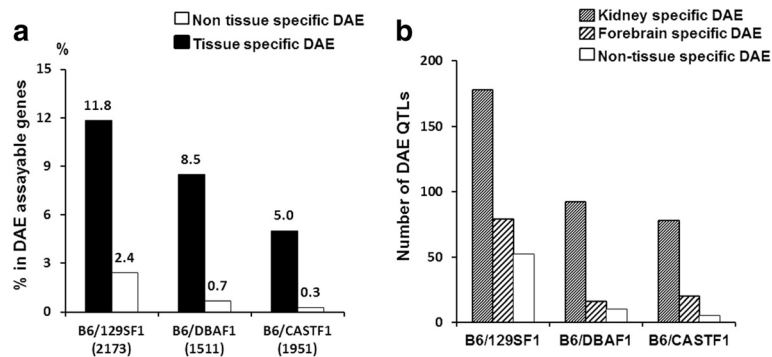 a
%
Non tissue specific DAE
Tissue specific DAE
% in DAE assayable genes
15
12
9
6
3
0
11.8
2.4
8.5
0.7
5.0
0.3
B6/129SF1 B6/DBAF1 B6/CASTF1
(2173) (1511) (1951)
b
Kidney specific DAE
Forebrain specific DAE
Non-tissue specific DAE
Number of DAE QTLs
200
150
100
50
0
B6/129SF1 B6/DBAF1 B6/CASTF1